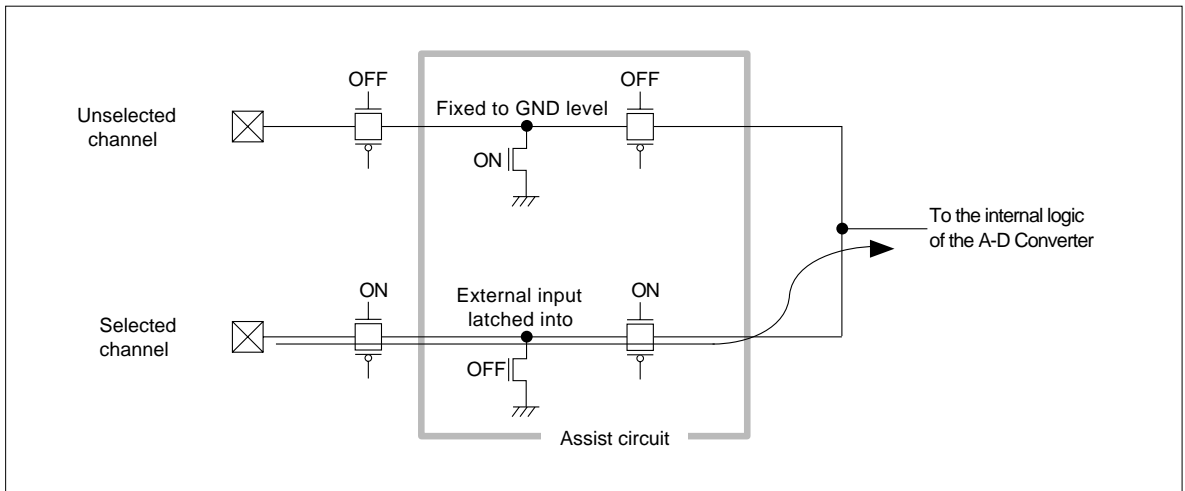 OFF
OFF
Unselected
channel
Fixed to GND level
ON
To the internal logic
of the A-D Converter
ON
External input
latched into
ON
Selected
channel
OFF
Assist circuit